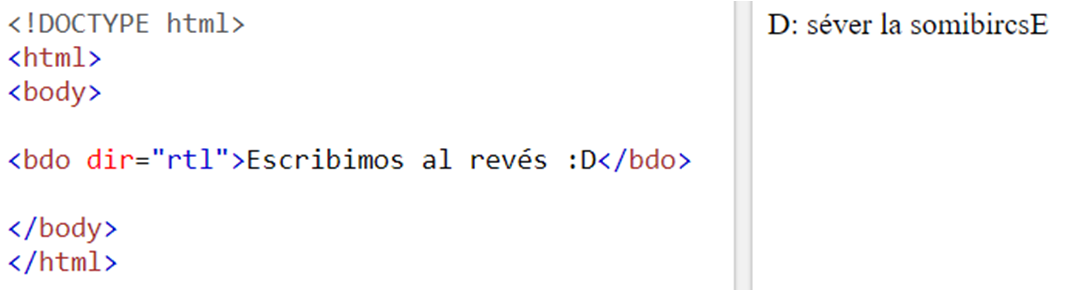 <!DOCTYPE html>
<html>
<body>
<bdo dir="rtl">Escribimos al revés :D</bdo>
</body>
</html>
D: séver la somibircsE